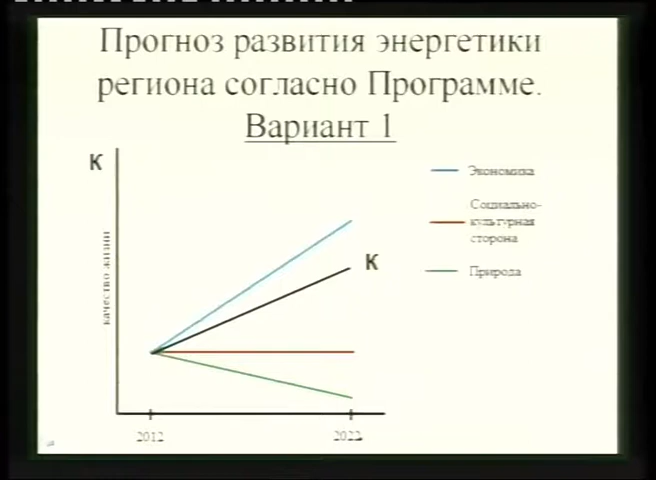 Прогноз развития энергетики
региона согласно Программе.
Вариант 1
К
Экономика
Социально-
культурная
сторона
К
Природа
качество жизни
2012
2022